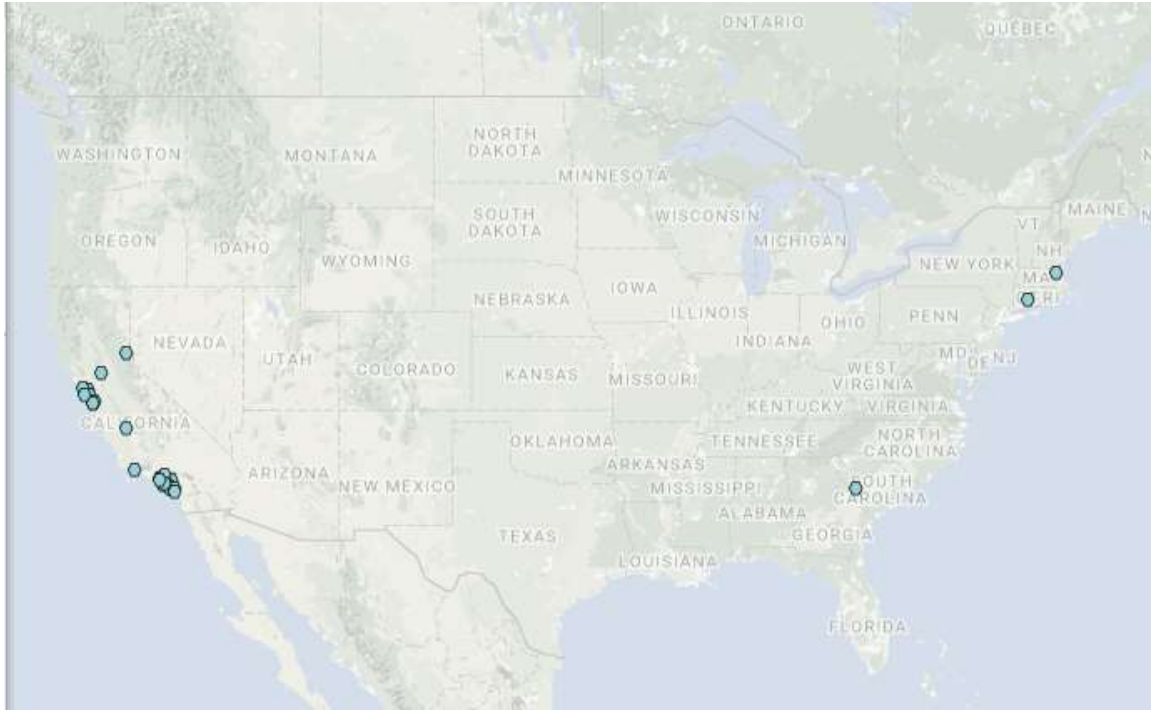 ONTARIO
QUÉBEC
WASHINGTON
MONTANA
NORTH
DAKOTA
MINNESOTA
OREGON
IDAHO
SOUTH
DAKOTA
WISCONSIN
MICHIGAN
VT
MAINE
NH
WYOMING
NEW YORK
MA
RI
NEBRASKA
IOWA
ILLINOIS
INDIANA
OHIO
PENN
NEVADA
UTAH
COLORADO
KANSAS
MISSOURI
WEST
VIRGINIA
MD
DE
NJ
KENTUCKY
VIRGINIA
CALIFORNIA
OKLAHOMA
TENNESSEE
NORTH
CAROLINA
ARIZONA
NEW MEXICO
ARKANSAS
MISSISSIPPI
SOUTH
CAROLINA
ALABAMA
GEORGIA
TEXAS
LOUISIANA
FLORIDA